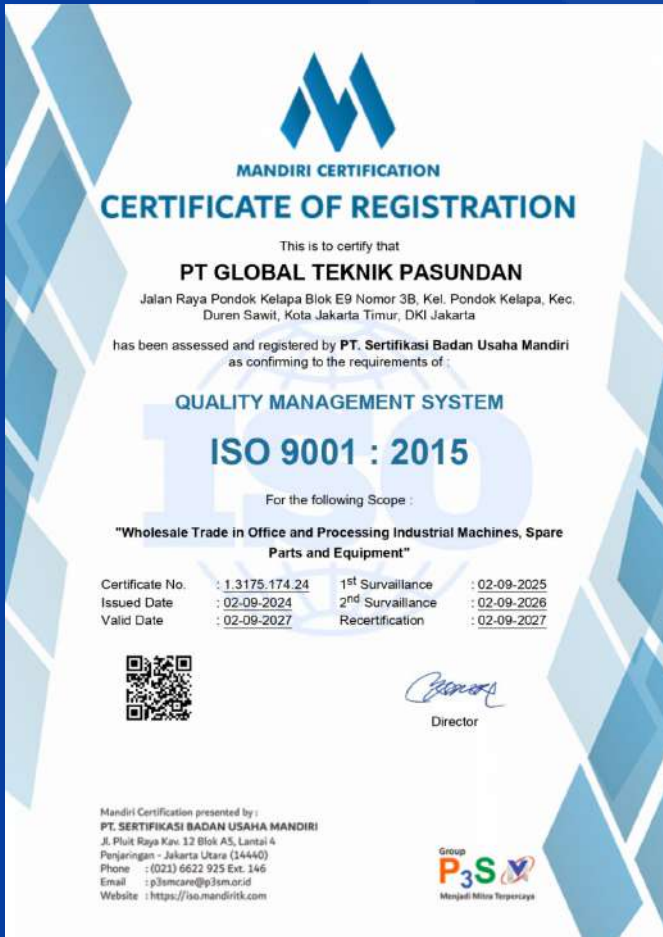 MANDIRI CERTIFICATION
CERTIFICATE OF REGISTRATION
This is to certify that
PT GLOBAL TEKNIK PASUNDAN
Jalan Raya Pondok Kelapa Blok E9 Nomor 3B, Kel. Pondok Kelapa, Kec.
Duren Sawit, Kota Jakarta Timur, DKI Jakarta
has been assessed and registered by PT. Sertifikasi Badan Usaha Mandiri
as confirming to the requirements of :
ISO
QUALITY MANAGEMENT SYSTEM
ISO 9001 : 2015
For the following Scope :
"Wholesale Trade in Office and Processing Industrial Machines, Spare
Parts and Equipment"
Certificate No. : 1.3175.174.24 1st Survaillance : 02-09-2025
Issued Date : 02-09-2024 2nd Survaillance : 02-09-2026
Valid Date : 02-09-2027 Recertification : 02-09-2027
Director
Mandiri Certification presented by :
PT. SERTIFIKASI BADAN USAHA MANDIRI
Jl. Pluit Raya Kav. 12 Blok A5, Lantai 4
Penjaringan - Jakarta Utara (14440)
Phone : (021) 6622 925 Ext. 146
Email : p3smcare@p3sm.or.id
Website : https://iso.mandiritk.com
Group
P3SM
Menjadi Mitra Terpercaya